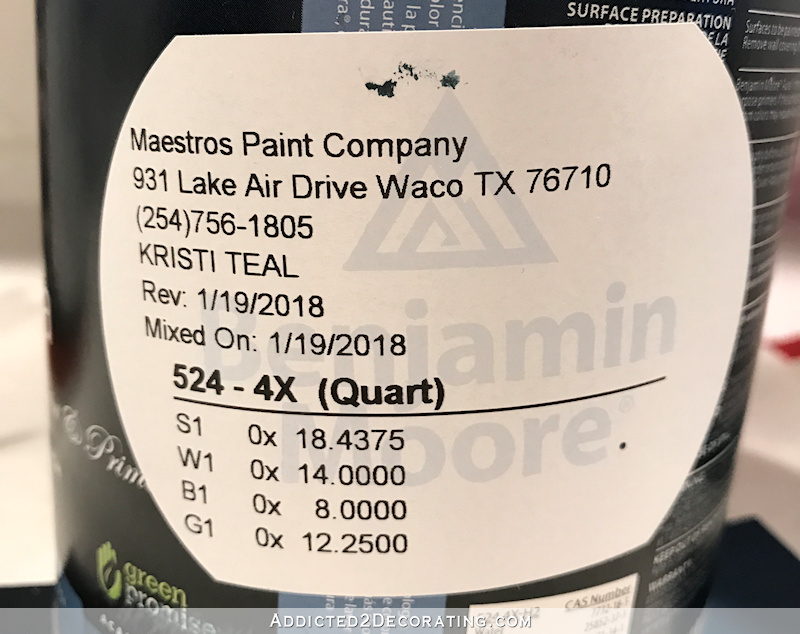 SURFACE PREPARATION
Maestros Paint Company
931 Lake Air Drive Waco TX 76710
(254)756-1805
KRISTI TEAL
Rev: 1/19/2018
Mixed On: 1/19/2018
Benjamin
Moore®
524 - 4X (Quart)
S1 0x 18.4375
W1 0x 14.0000
B1 0x 8.0000
G1 0x 12.2500
green
promise
CAS Number
ADDICTED2DECORATING.COM